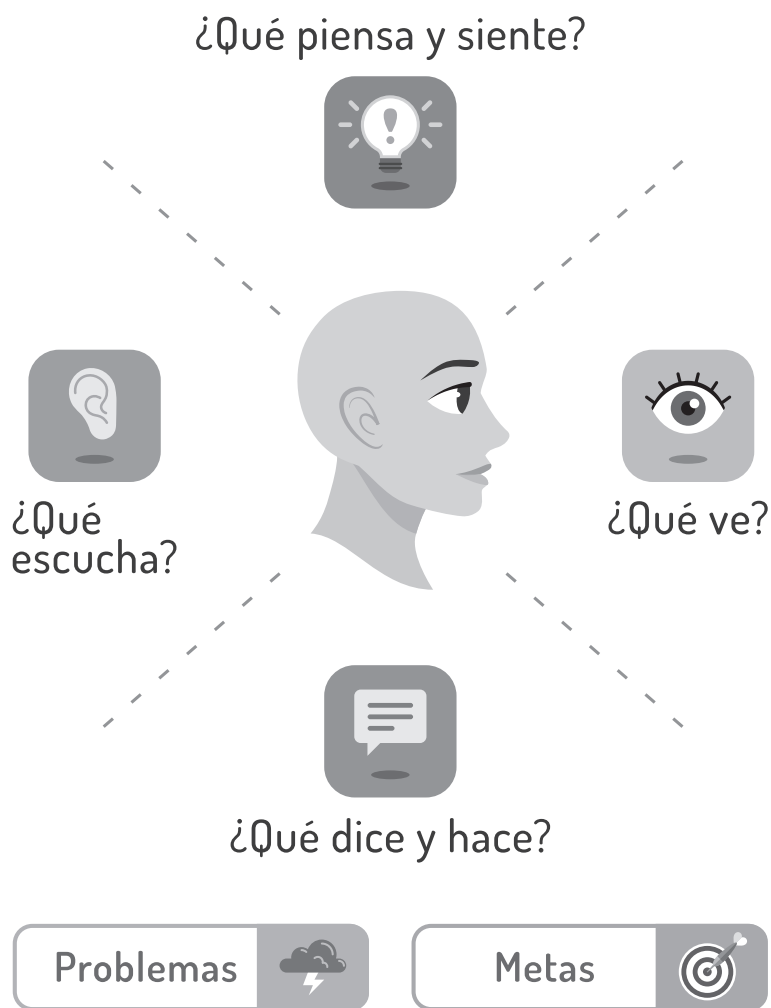 ¿Qué piensa y siente?
¿Qué
escucha?
¿Qué ve?
¿Qué dice y hace?
Problemas
Metas